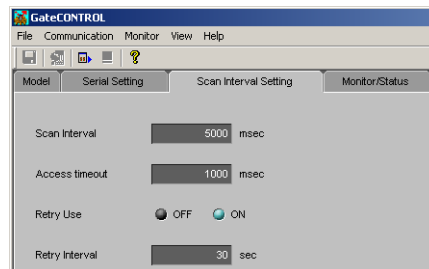 GateCONTROL
File Communication Monitor View Help
Model Serial Setting Scan Interval Setting Monitor/Status
Scan Interval 5000 msec
Access timeout 1000 msec
Retry Use OFF ON
Retry Interval 30 sec